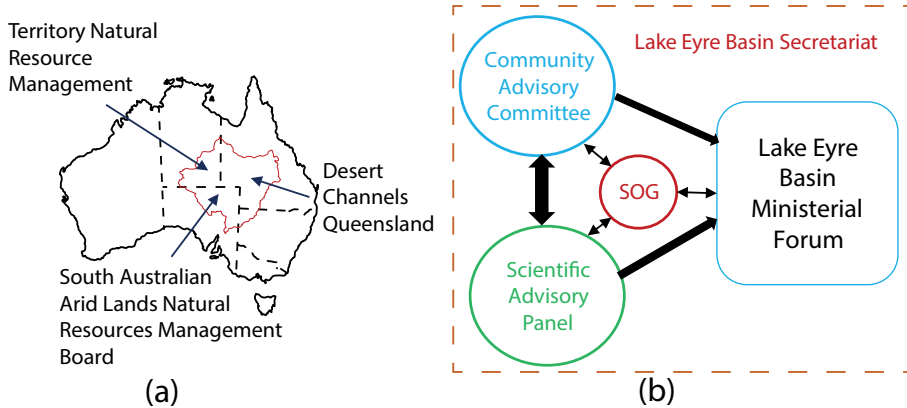 Territory Natural
Resource
Management
Desert
Channels
Queensland
South Australian
Arid Lands Natural
Resources Management
Board
(a)
Lake Eyre Basin Secretariat
Community
Advisory
Committee
SOG
Lake Eyre
Basin
Ministerial
Forum
Scientific
Advisory
Panel
(b)